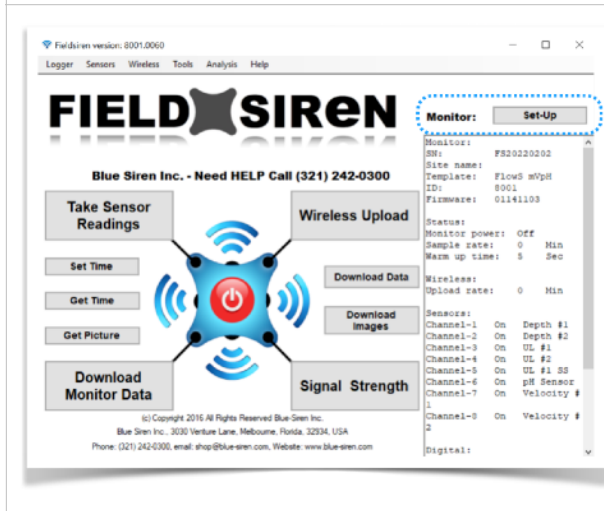 Fieldsiren version: 8001.0060
Logger Sensors Wireless Tools Analysis Help
FIELD SIReN
Monitor: Set-Up
Blue Siren Inc. - Need HELP Call (321) 242-0300
Take Sensor
Readings
Wireless Upload
Set Time
Get Time
Get Picture
Download Data
Download
Images
Download
Monitor Data
Signal Strength
(c) Copyright 2016 All Rights Reserved Blue-Siren Inc.
Blue Siren Inc., 3030 Venture Lane, Melbourne, Florida. 32934, USA
Phone: (321) 242-0300, email: shop@blue-siren.com, Website: www.blue-siren.com
Monitor:
SN: FS20220202
Site name:
Template: FlowS mVpH
ID: 8001
Firmware: 01141103
Status:
Monitor power: Off
Sample rate: 0 Min
Warm up time: 5 Sec
Wireless:
Upload rate: 0 Min
Sensors:
Channel-1 On Depth #1
Channel-2 On Depth #2
Channel-3 On UL #1
Channel-4 On UL #2
Channel-5 On UL #1 SS
Channel-6 On pH Sensor
Channel-7 On Velocity #
1
Channel-8 On Velocity #
2
Digital: